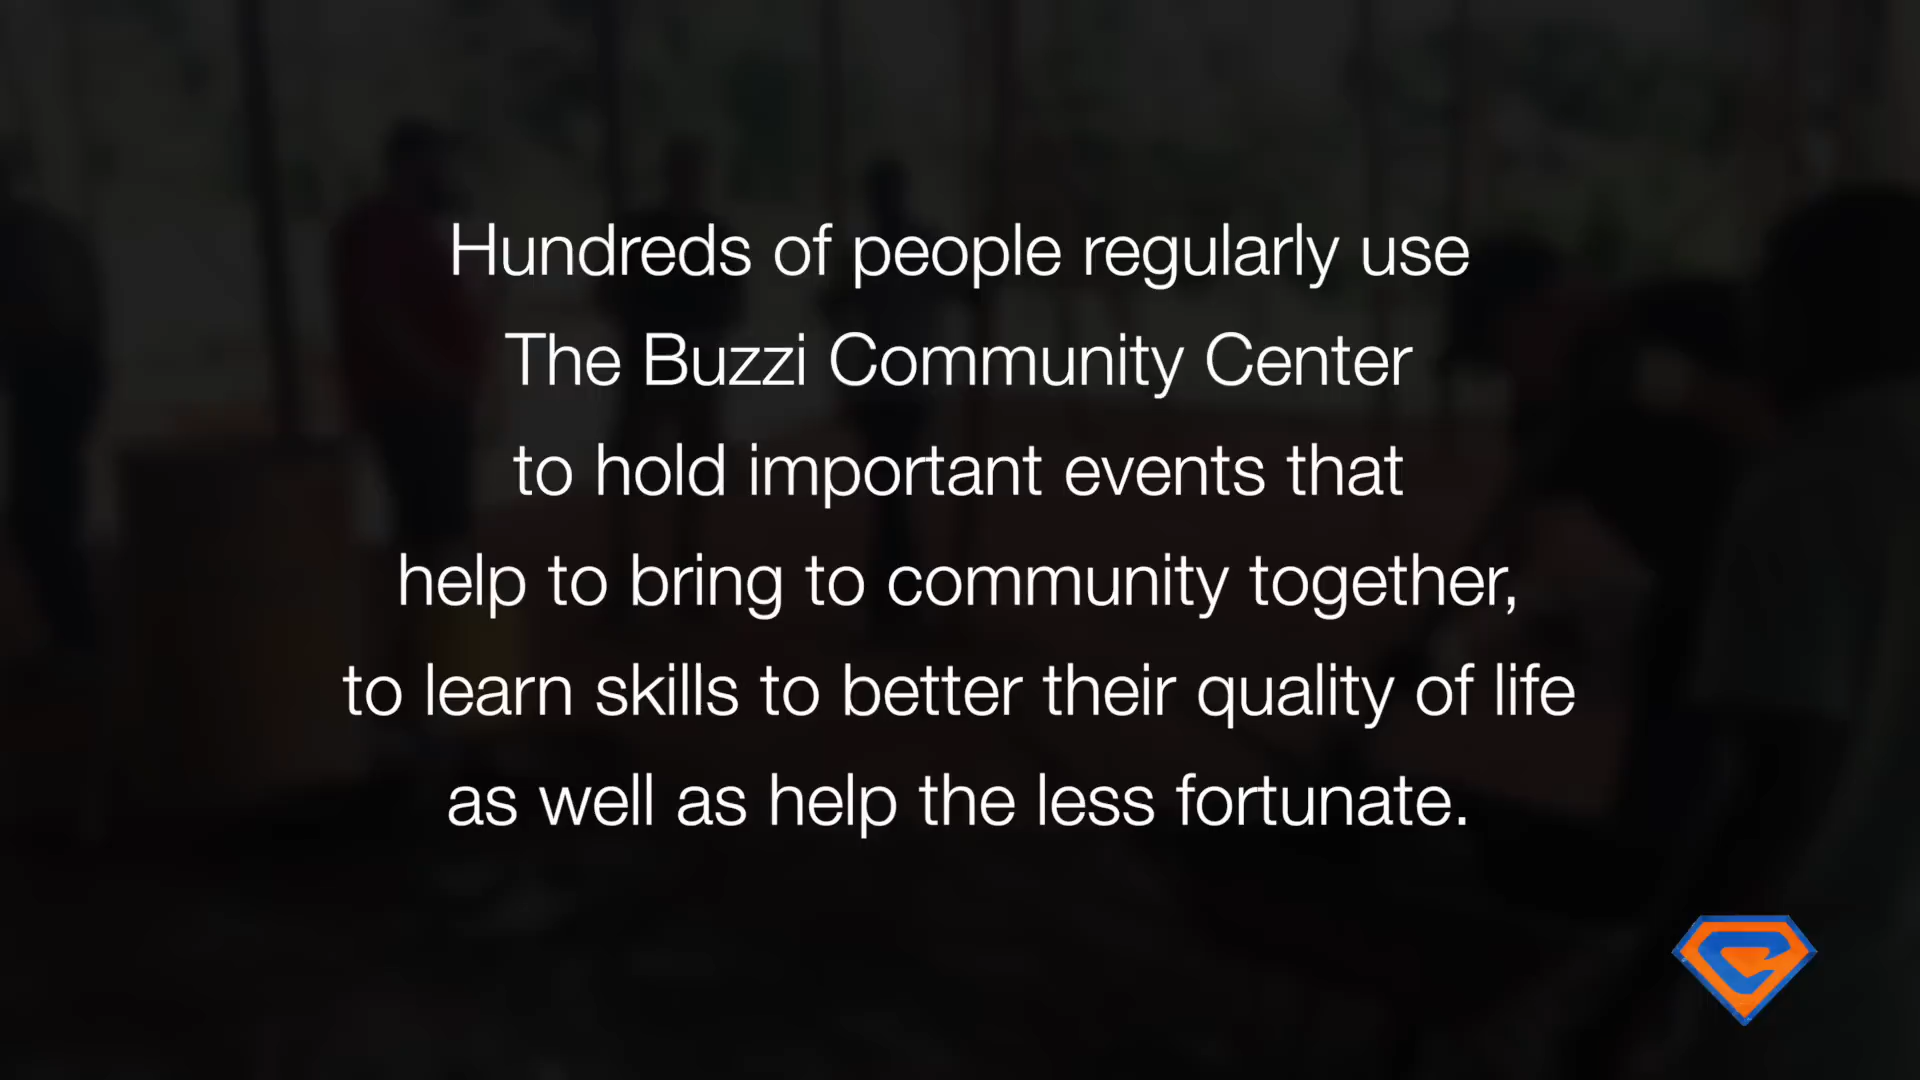 Hundreds of people regularly use
The Buzzi Community Center
to hold important events that
help to bring to community together,
to learn skills to better their quality of life
as well as help the less fortunate.